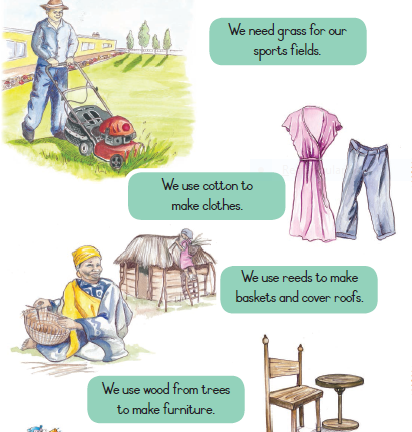 We need grass for our
sports fields.
We use cotton to
make clothes.
We use reeds to make
baskets and cover roofs.
We use wood from trees
to make furniture.